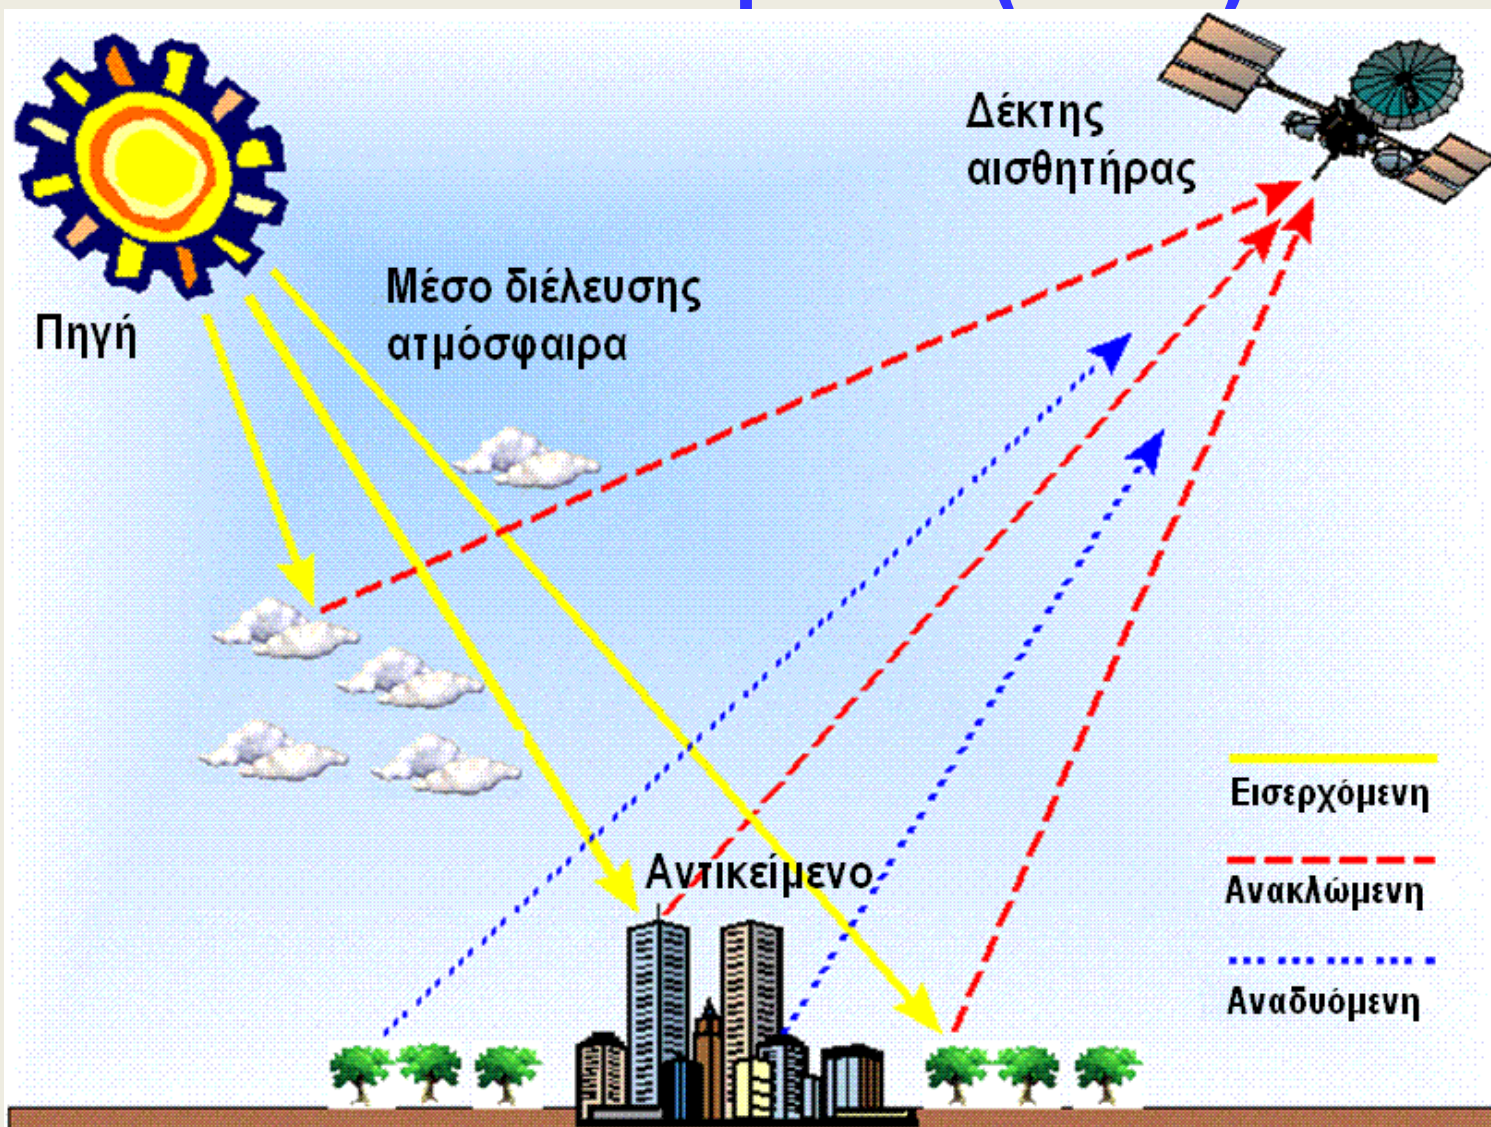 Δέκτης
αισθητήρας
Μέσο διέλευσης
ατμόσφαιρα
Πηγή
Εισερχόμενη
Αντικείμενο
Ανακλώμενη
Αναδυόμενη